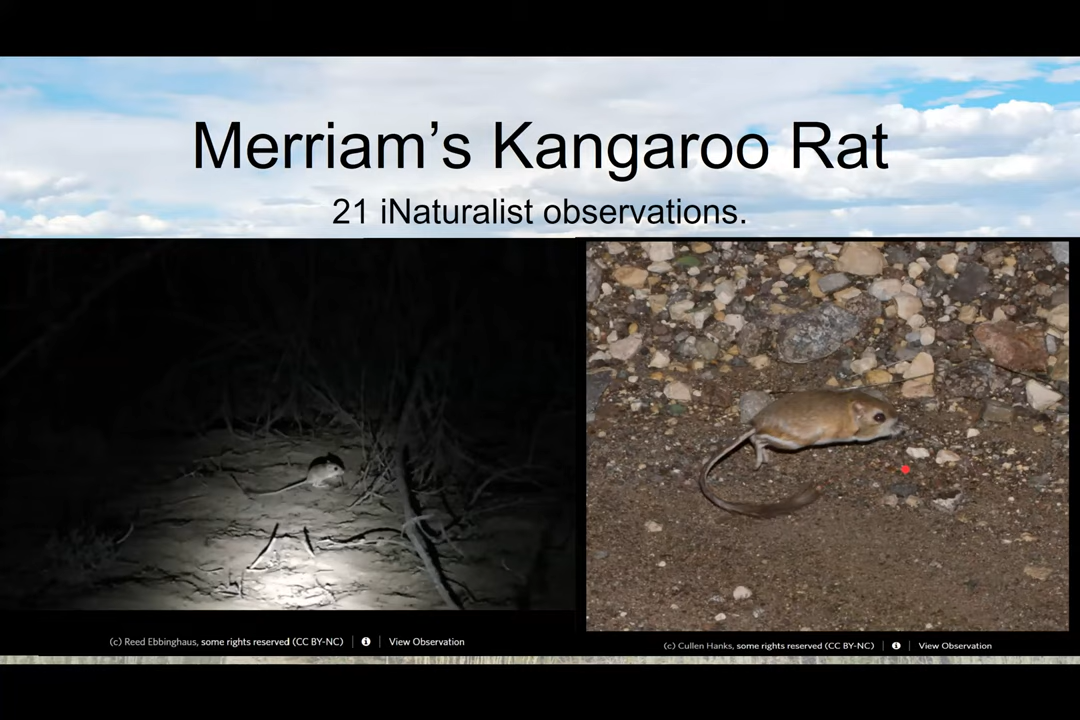 Merriam’s Kangaroo Rat
21 iNaturalist observations.
(c) Reed Ebbinghaus, some rights reserved (CC BY-NC) | i | View Observation
(c) Cullen Hanks, some rights reserved (CC BY-NC) | i | View Observation